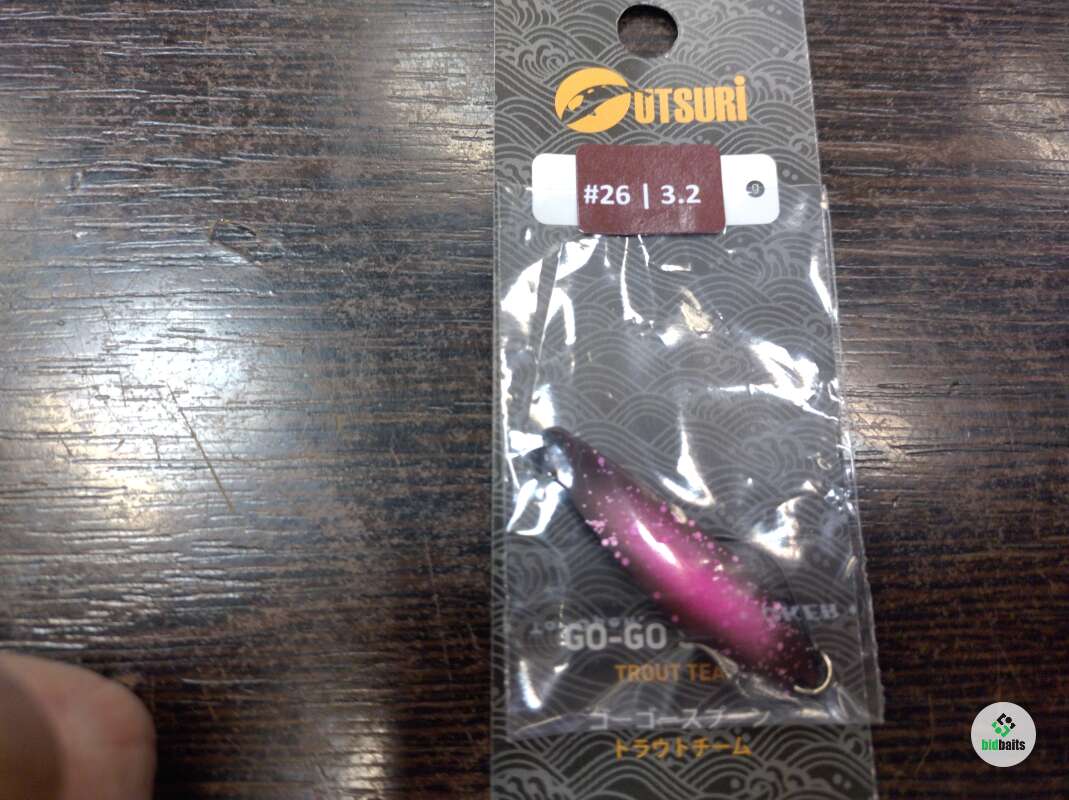 UTSURI
#26 | 3.2
g
GO-GO
TROUT TEA
ゴーゴースプーン
トラウトチーム
bidbaits